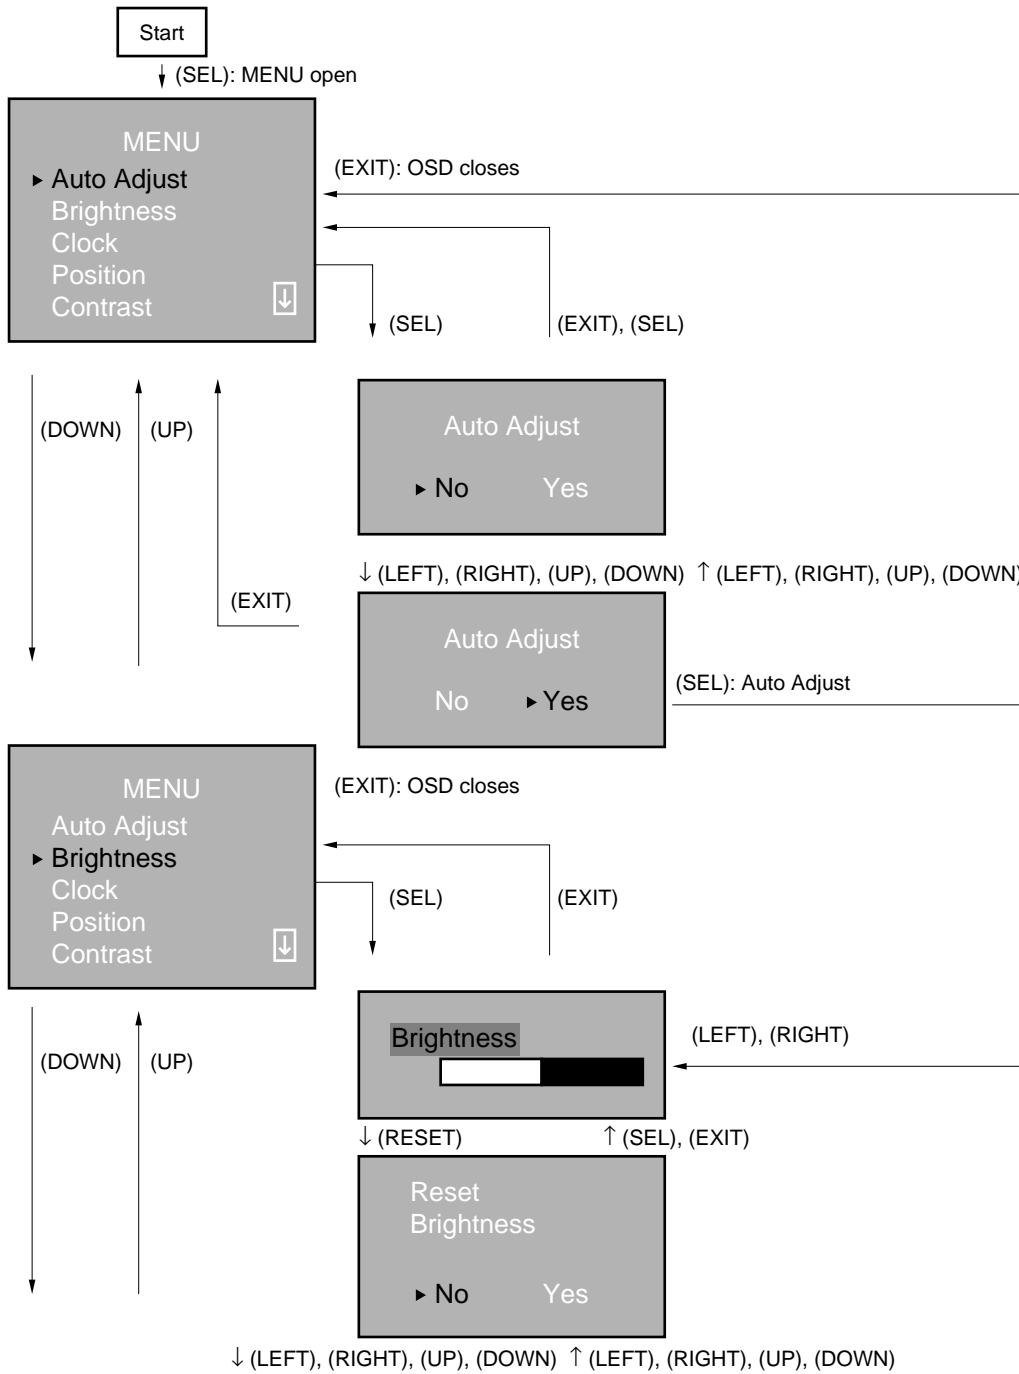 Start
↓ (SEL): MENU open
MENU
▸ Auto Adjust
Brightness
Clock
Position
Contrast
↓
(EXIT): OSD closes
(SEL)
(EXIT), (SEL)
(DOWN)
(UP)
(EXIT)
Auto Adjust
▸ No Yes
↓ (LEFT), (RIGHT), (UP), (DOWN) ↑ (LEFT), (RIGHT), (UP), (DOWN)
Auto Adjust
No ▸ Yes
(SEL): Auto Adjust
MENU
Auto Adjust
▸ Brightness
Clock
Position
Contrast
↓
(EXIT): OSD closes
(SEL)
(EXIT)
(DOWN)
(UP)
Brightness
(LEFT), (RIGHT)
↓ (RESET) ↑ (SEL), (EXIT)
Reset
Brightness
▸ No Yes
↓ (LEFT), (RIGHT), (UP), (DOWN) ↑ (LEFT), (RIGHT), (UP), (DOWN)